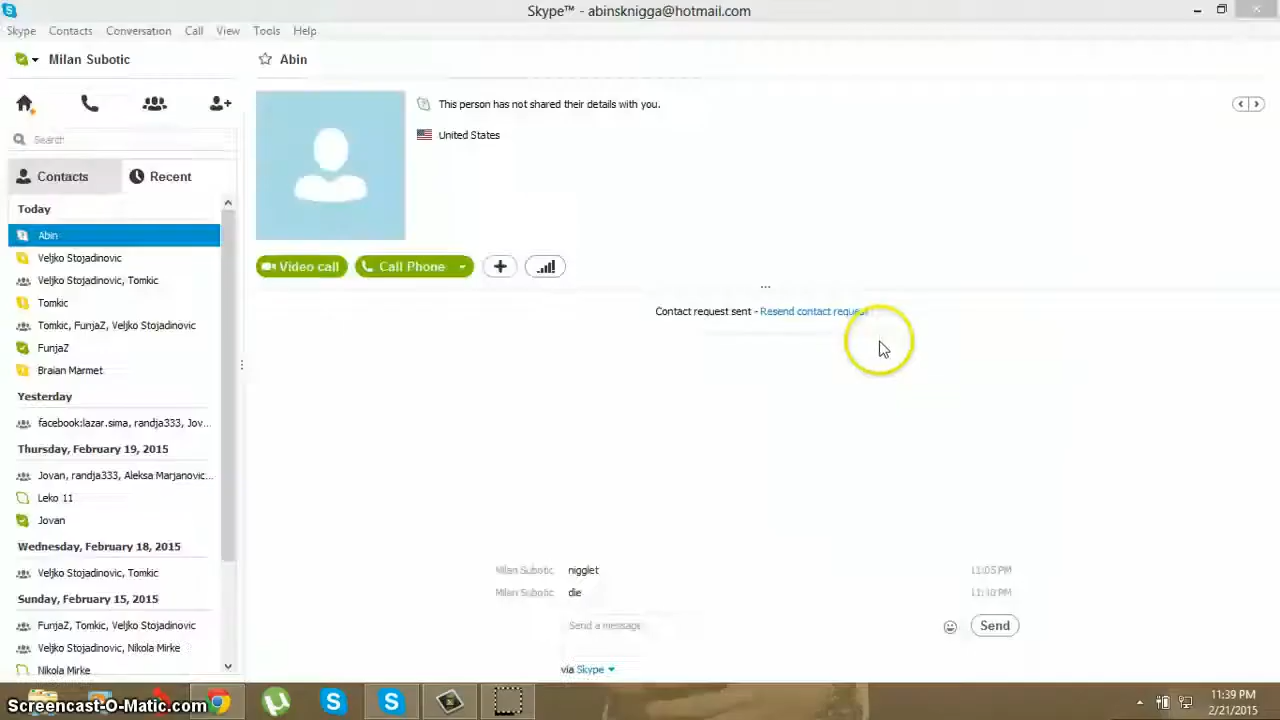 Skype™ - abinsknigga@hotmail.com
Skype Contacts Conversation Call View Tools Help
Milan Subotic
Abin
This person has not shared their details with you.
United States
Search
Contacts
Recent
Today
Abin
Veljko Stojadinovic
Veljko Stojadinovic, Tomkic
Tomkic
Tomkic, FunjaZ, Veljko Stojadinovic
FunjaZ
Braian Marmet
Yesterday
facebook:lazar.sima, randja333, Jov...
Thursday, February 19, 2015
Jovan, randja333, Aleksa Marjanovic...
Leko 11
Jovan
Wednesday, February 18, 2015
Veljko Stojadinovic, Tomkic
Sunday, February 15, 2015
FunjaZ, Tomkic, Veljko Stojadinovic
Veljko Stojadinovic, Nikola Mirke
Nikola Mirke
Video call
Call Phone
Contact request sent - Resend contact request
Milan Subotic nigglet 11:05 PM
Milan Subotic die 11:10 PM
Send a message
Send
via Skype
Screencast-O-Matic.com
11:39 PM
2/21/2015